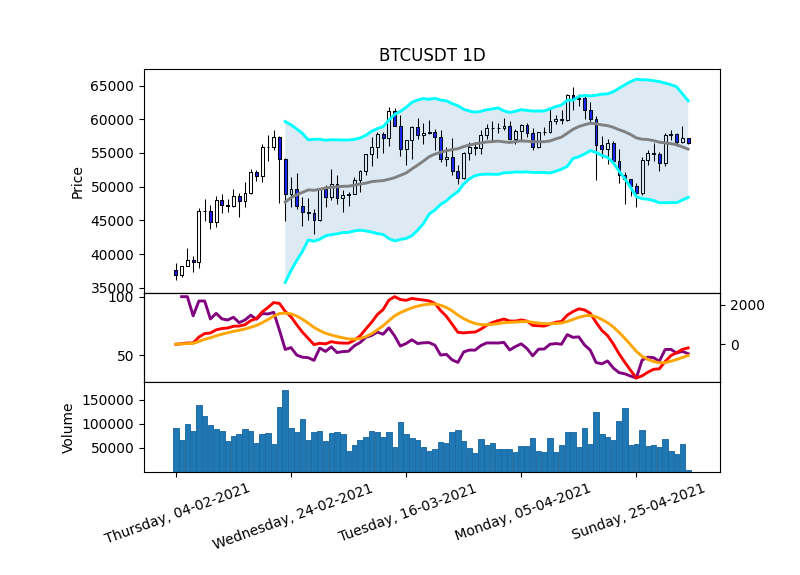 BTCUSDT 1D
65000
60000
55000
50000
45000
40000
35000
Price
100
50
2000
0
150000
100000
50000
Volume
Thursday, 04-02-2021
Wednesday, 24-02-2021
Tuesday, 16-03-2021
Monday, 05-04-2021
Sunday, 25-04-2021